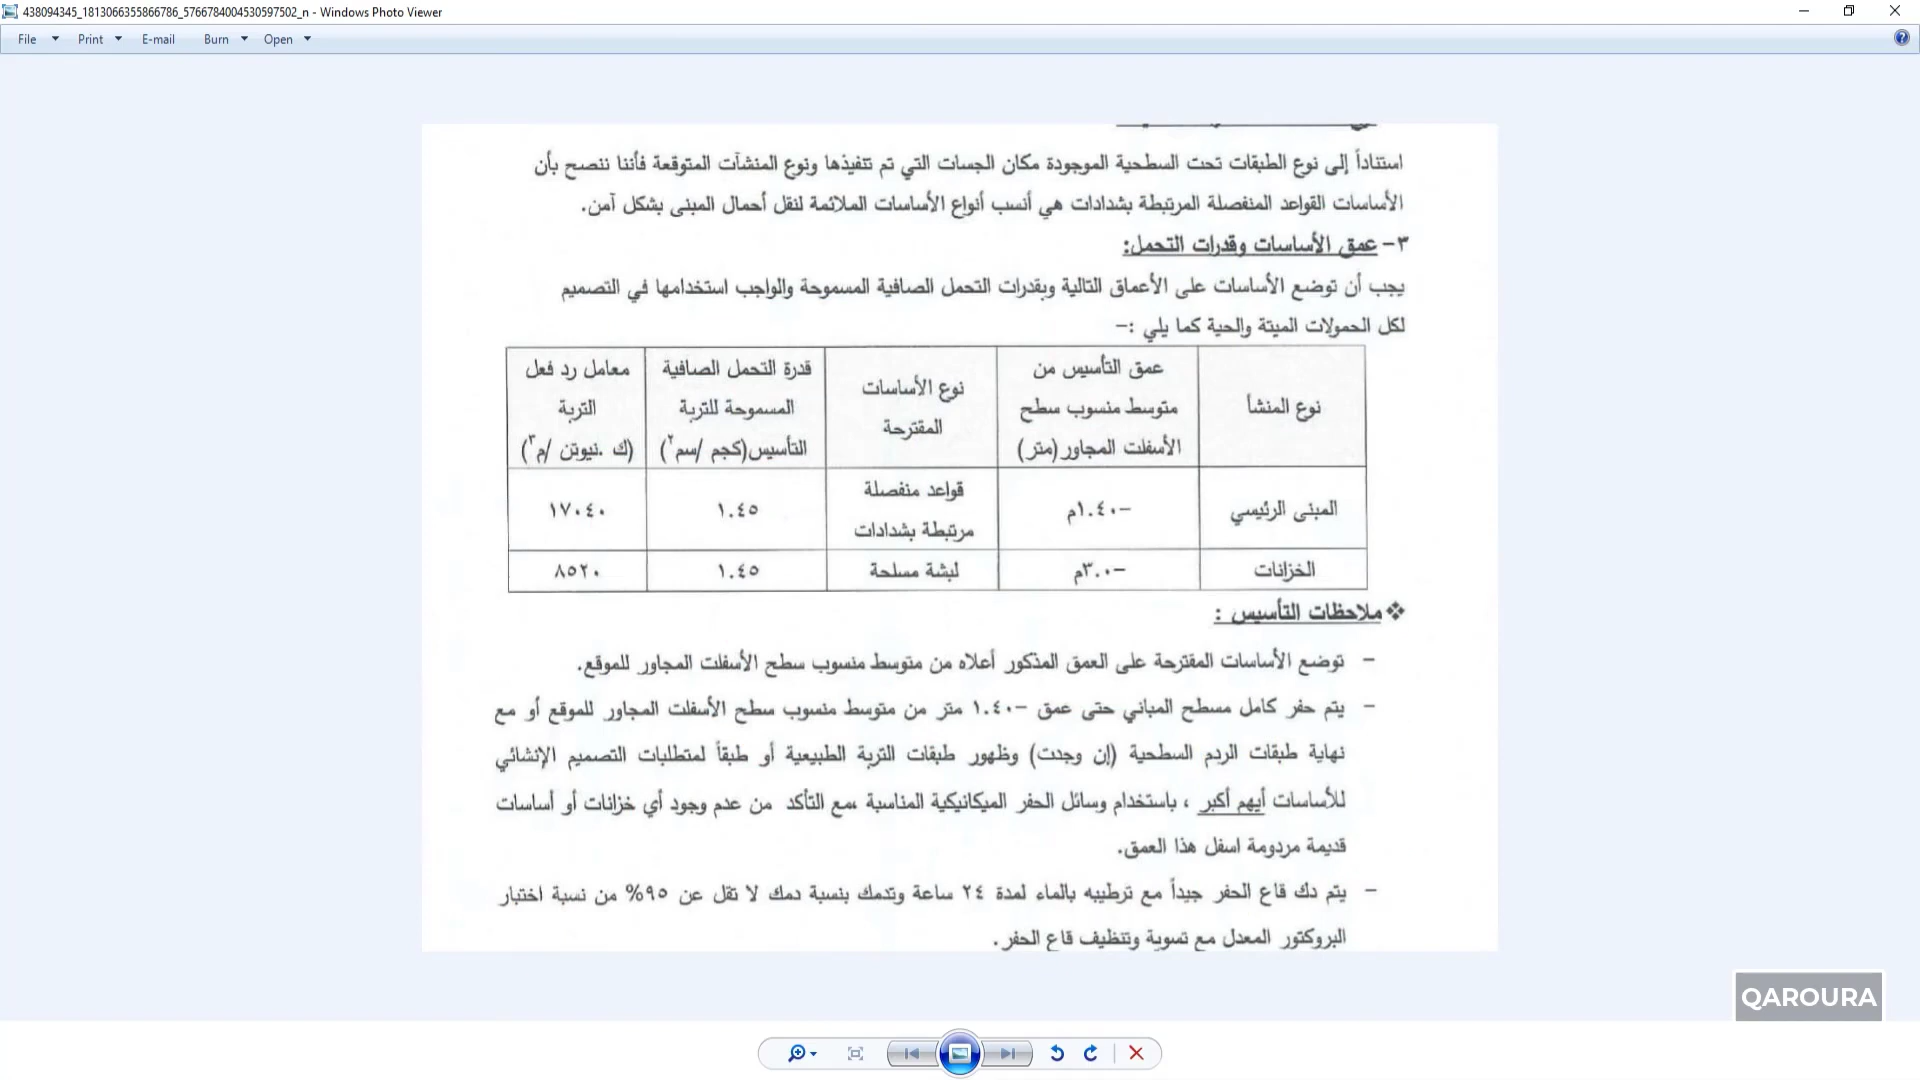 438094345_1813066355866786_5766784004530597502_n - Windows Photo Viewer
File Print E-mail Burn Open
استناداً إلى نوع الطبقات تحت السطحية الموجودة مكان الجسات التي تم تنفيذها ونوع المنشآت المتوقعة فأننا ننصح بأن
الأساسات القواعد المنفصلة المرتبطة بشدادات هي أنسب أنواع الأساسات الملائمة لنقل أحمال المبنى بشكل آمن.
٣- عمق الأساسات وقدرات التحمل:
يجب أن توضع الأساسات على الأعماق التالية وبقدرات التحمل الصافية المسموحة والواجب استخدامها في التصميم
لكل الحمولات الميتة والحية كما يلي :-
نوع المنشأ
عمق التأسيس من
متوسط منسوب سطح
الأسفلت المجاور (متر)
نوع الأساسات
المقترحة
قدرة التحمل الصافية
المسموحة للتربة
التأسيس(كجم /سم٢)
معامل رد فعل
التربة
(ك .نيوتن /م٣)
المبنى الرئيسي
-١.٤٠م
قواعد منفصلة
مرتبطة بشدادات
١.٤٥
١٧٠٤٠
الخزانات
-٣.٠م
لبشة مسلحة
١.٤٥
٨٥٢٠
❖ ملاحظات التأسيس :
- توضع الأساسات المقترحة على العمق المذكور أعلاه من متوسط منسوب سطح الأسفلت المجاور للموقع.
- يتم حفر كامل مسطح المباني حتى عمق -١.٤٠ متر من متوسط منسوب سطح الأسفلت المجاور للموقع أو مع
نهاية طبقات الردم السطحية (إن وجدت) وظهور طبقات التربة الطبيعية أو طبقاً لمتطلبات التصميم الإنشائي
للأساسات أيهم أكبر ، باستخدام وسائل الحفر الميكانيكية المناسبة مع التأكد من عدم وجود أي خزانات أو أساسات
قديمة مردومة اسفل هذا العمق.
- يتم دك قاع الحفر جيداً مع ترطيبه بالماء لمدة ٢٤ ساعة وتدمك بنسبة دمك لا تقل عن ٩٥% من نسبة اختبار
البروكتور المعدل مع تسوية وتنظيف قاع الحفر.
QAROURA